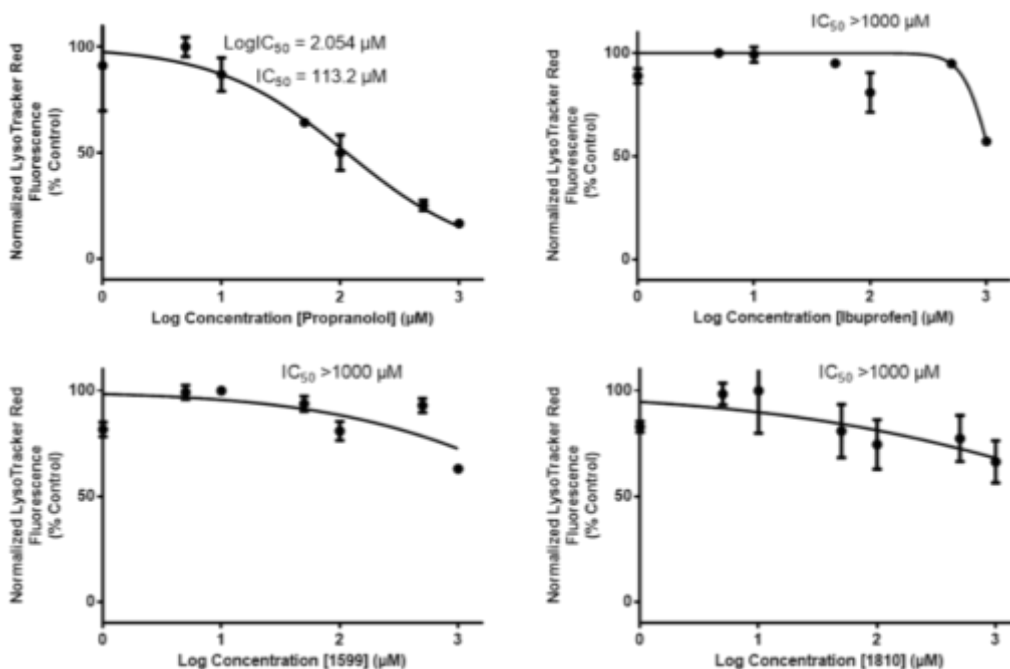 Normalized LysoTracker Red
Fluorescence
(% Control)
100
50
0
LogIC₅₀ = 2.054 µM
IC₅₀ = 113.2 µM
0 1 2 3
Log Concentration [Propranolol] (µM)
Normalized LysoTracker Red
Fluorescence
(% Control)
100
50
0
IC₅₀ >1000 µM
0 1 2 3
Log Concentration [Ibuprofen] (µM)
Normalized LysoTracker Red
Fluorescence
(% Control)
100
50
0
IC₅₀ >1000 µM
0 1 2 3
Log Concentration [1599] (µM)
Normalized LysoTracker Red
Fluorescence
(% Control)
100
50
0
IC₅₀ >1000 µM
0 1 2 3
Log Concentration [1810] (µM)